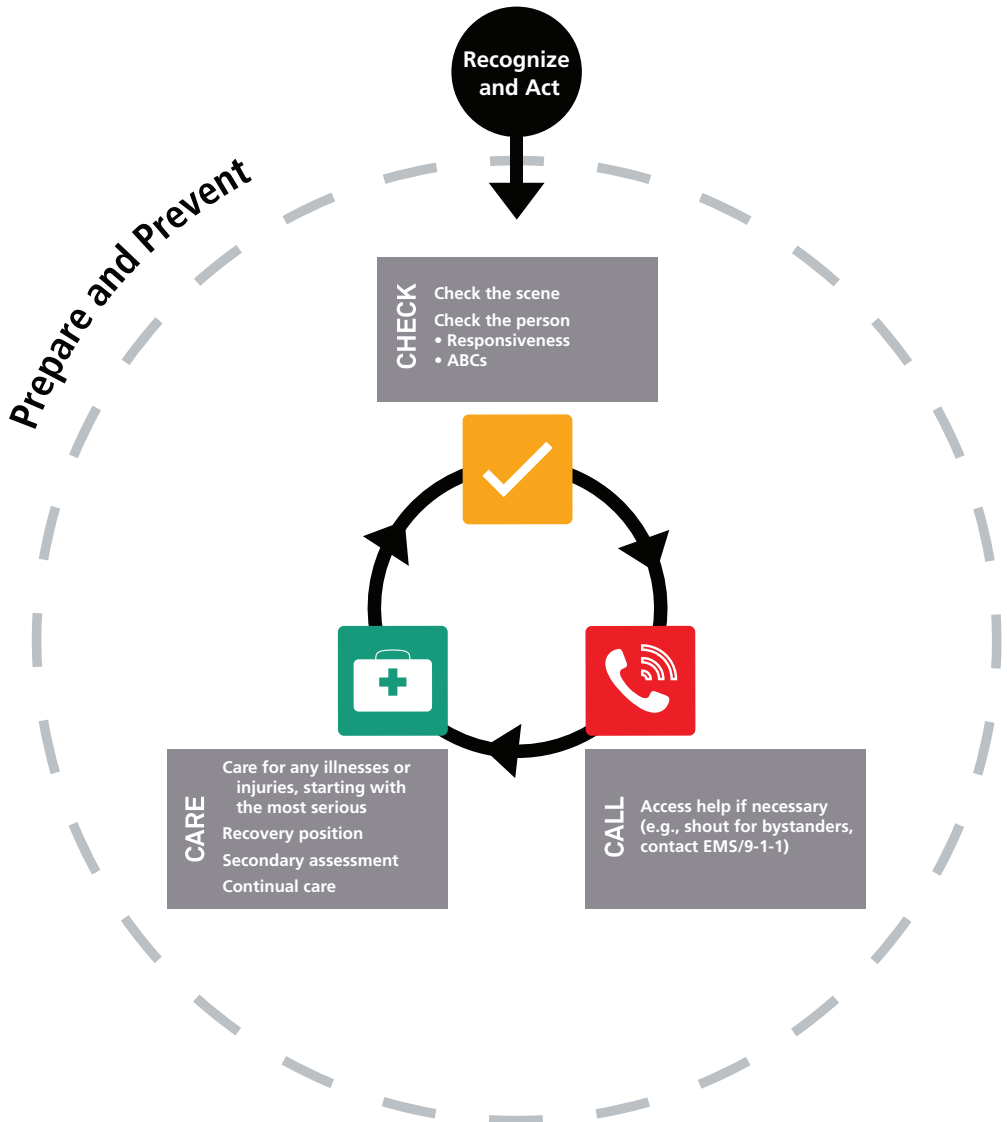 Recognize
and Act
Prepare and Prevent
CHECK
Check the scene
Check the person
• Responsiveness
• ABCs
CARE
Care for any illnesses or
injuries, starting with
the most serious
Recovery position
Secondary assessment
Continual care
CALL
Access help if necessary
(e.g., shout for bystanders,
contact EMS/9-1-1)